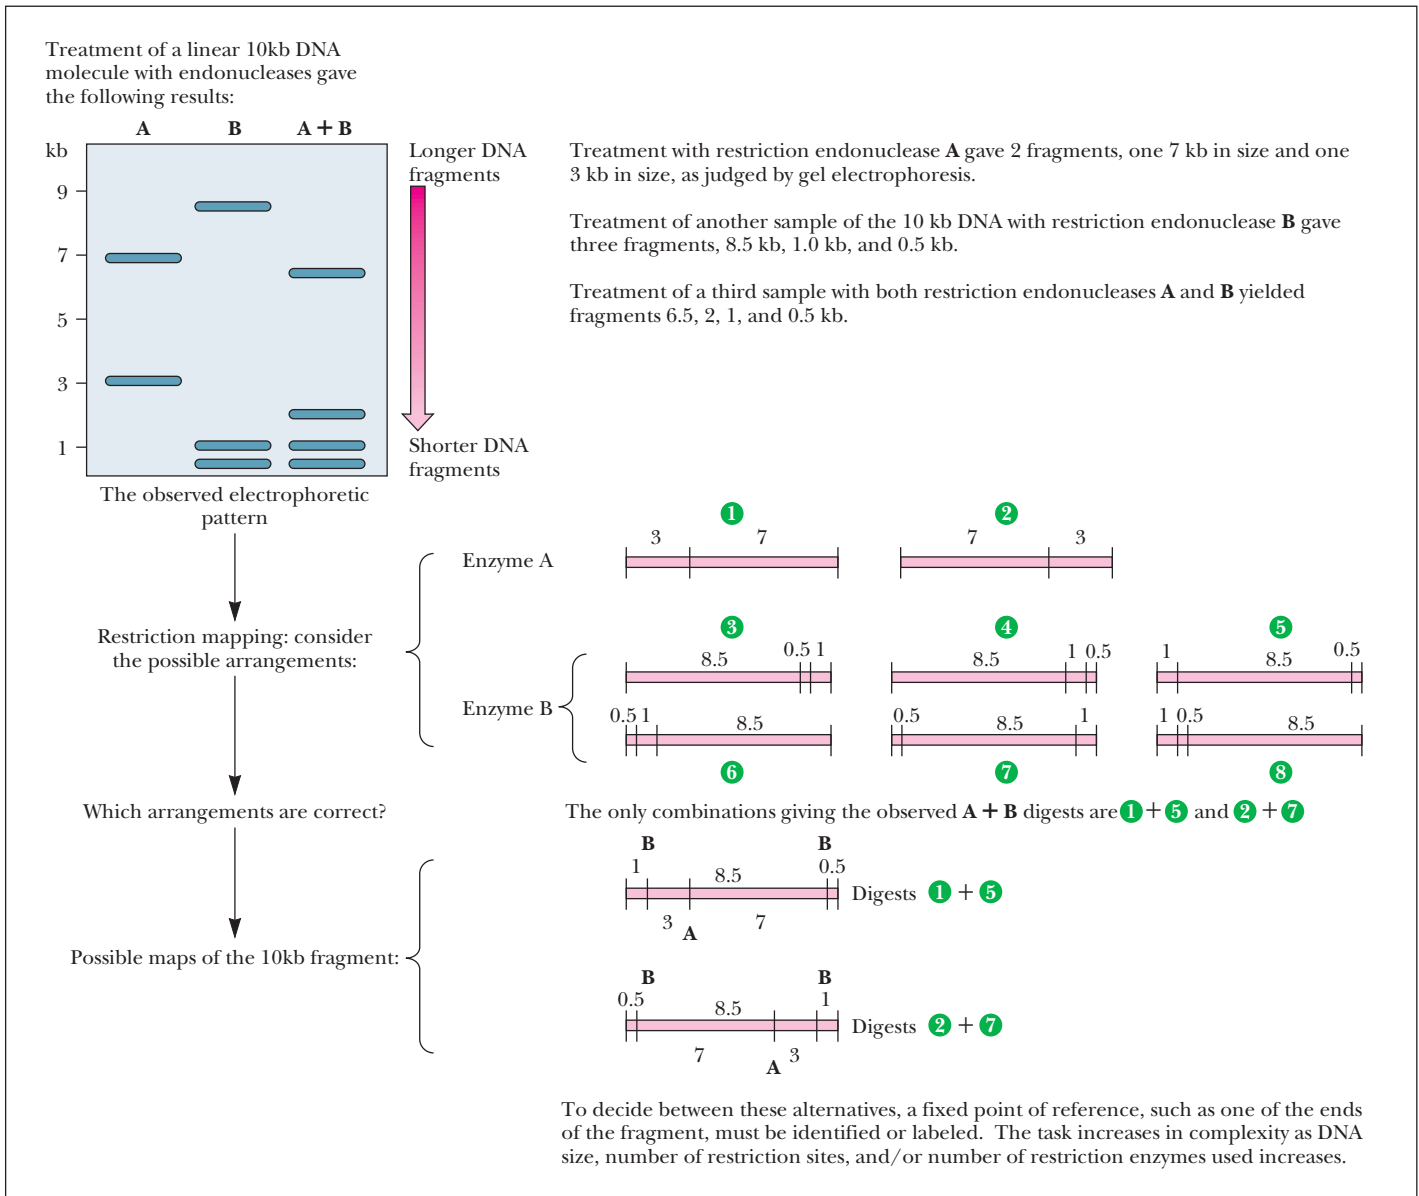 Treatment of a linear 10kb DNA
molecule with endonucleases gave
the following results:
A B A + B
kb
9
7
5
3
1
Longer DNA
fragments
Shorter DNA
fragments
Treatment with restriction endonuclease A gave 2 fragments, one 7 kb in size and one
3 kb in size, as judged by gel electrophoresis.
Treatment of another sample of the 10 kb DNA with restriction endonuclease B gave
three fragments, 8.5 kb, 1.0 kb, and 0.5 kb.
Treatment of a third sample with both restriction endonucleases A and B yielded
fragments 6.5, 2, 1, and 0.5 kb.
The observed electrophoretic
pattern
Restriction mapping: consider
the possible arrangements:
Enzyme A
1 2
3 7 7 3
Enzyme B
3 4 5
8.5 0.5 1 8.5 1 0.5 1 8.5 0.5
0.5 1 8.5 0.5 8.5 1 1 0.5 8.5
6 7 8
Which arrangements are correct?
The only combinations giving the observed A + B digests are 1 + 5 and 2 + 7
Possible maps of the 10kb fragment:
B B
1 8.5 0.5
Digests 1 + 5
3 7
A
B B
0.5 8.5 1
Digests 2 + 7
7 3
A
To decide between these alternatives, a fixed point of reference, such as one of the ends
of the fragment, must be identified or labeled. The task increases in complexity as DNA
size, number of restriction sites, and/or number of restriction enzymes used increases.